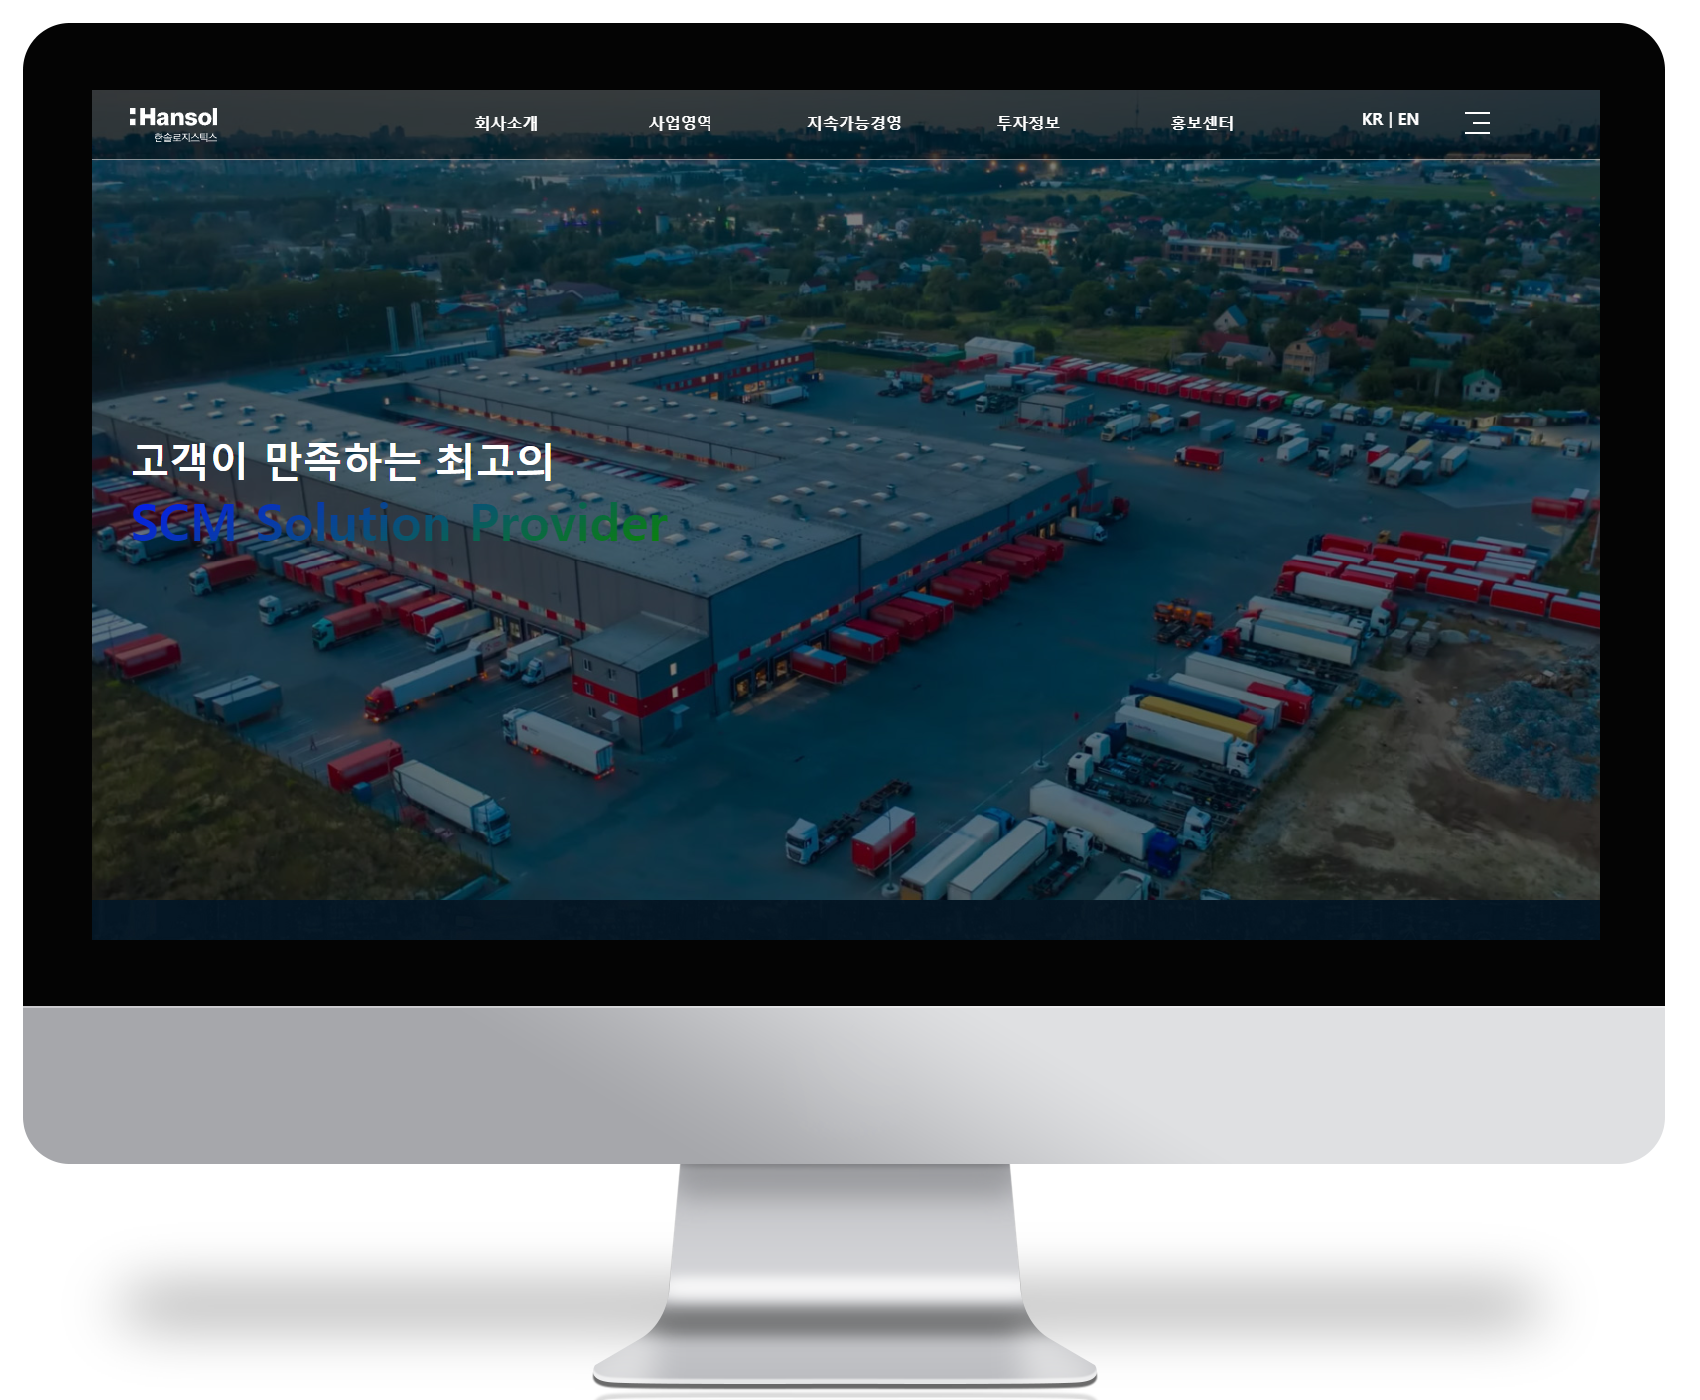 Hansol
한솔로지스틱스
회사소개 사업영역 지속가능경영 투자정보 홍보센터 KR | EN
고객이 만족하는 최고의
SCM Solution Provider